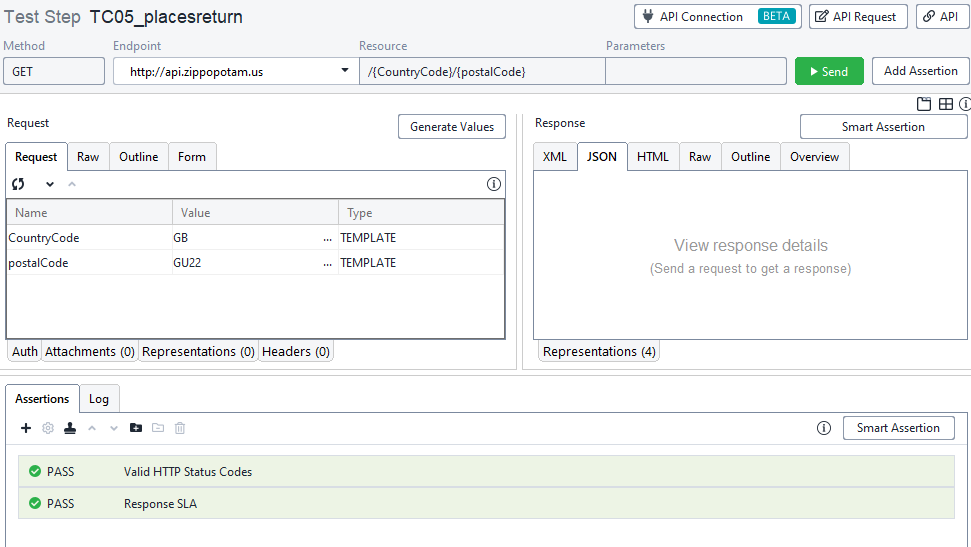 Test Step TC05_placesreturn
API Connection BETA
API Request
API
Method Endpoint Resource Parameters
GET http://api.zippopotam.us /{CountryCode}/{postalCode} Send Add Assertion
Request Generate Values
Request Raw Outline Form
Name Value Type
CountryCode GB ... TEMPLATE
postalCode GU22 ... TEMPLATE
Auth Attachments (0) Representations (0) Headers (0)
Response Smart Assertion
XML JSON HTML Raw Outline Overview
View response details
(Send a request to get a response)
Representations (4)
Assertions Log
Smart Assertion
PASS Valid HTTP Status Codes
PASS Response SLA